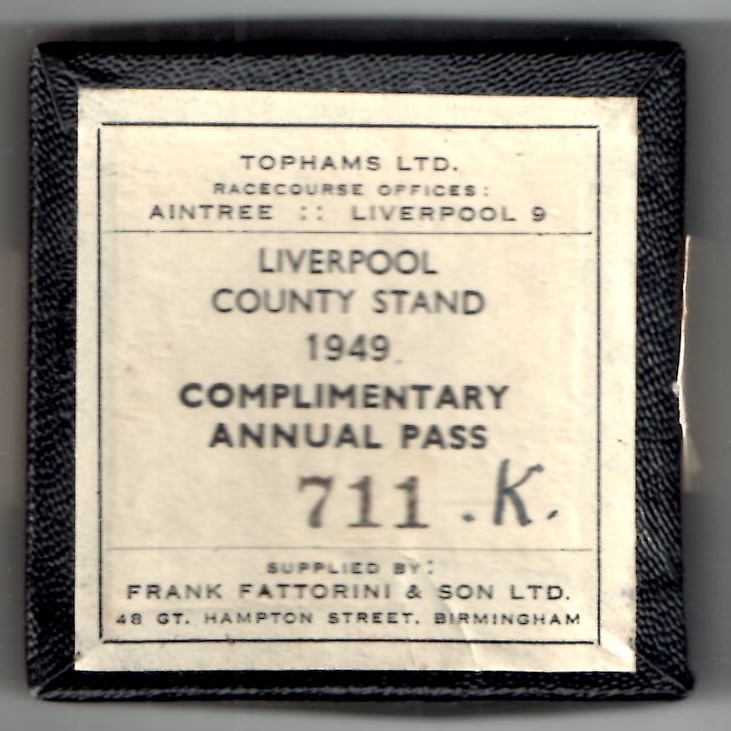 TOPHAMS LTD.
RACECOURSE OFFICES:
AINTREE :: LIVERPOOL 9
LIVERPOOL
COUNTY STAND
1949.
COMPLIMENTARY
ANNUAL PASS
711 .K.
SUPPLIED BY:
FRANK FATTORINI & SON LTD.
48 GT. HAMPTON STREET. BIRMINGHAM